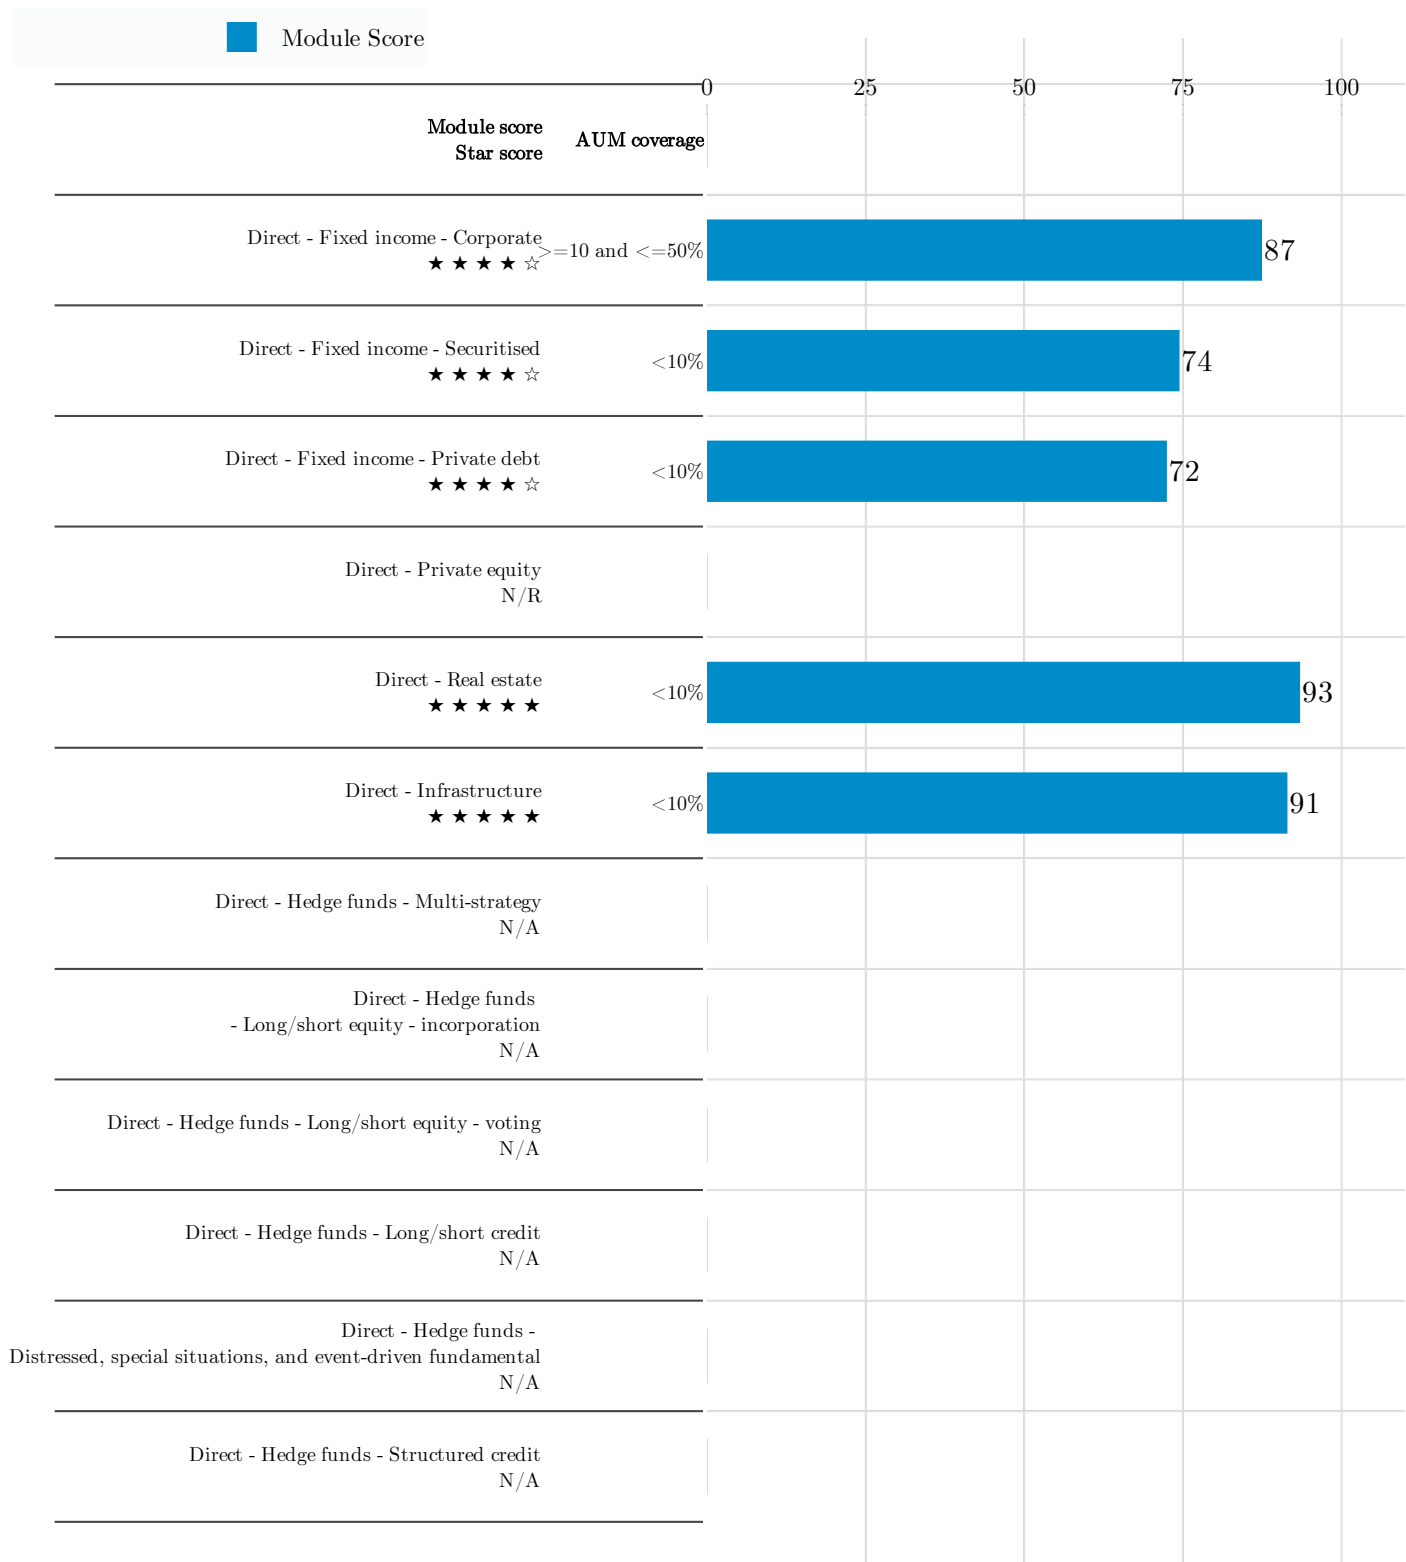 Module Score
0 25 50 75 100
Module score
Star score
AUM coverage
Direct - Fixed income - Corporate
★ ★ ★ ★ ☆
>=10 and <=50%
87
Direct - Fixed income - Securitised
★ ★ ★ ★ ☆
<10%
74
Direct - Fixed income - Private debt
★ ★ ★ ★ ☆
<10%
72
Direct - Private equity
N/R
Direct - Real estate
★ ★ ★ ★ ★
<10%
93
Direct - Infrastructure
★ ★ ★ ★ ★
<10%
91
Direct - Hedge funds - Multi-strategy
N/A
Direct - Hedge funds
- Long/short equity - incorporation
N/A
Direct - Hedge funds - Long/short equity - voting
N/A
Direct - Hedge funds - Long/short credit
N/A
Direct - Hedge funds -
Distressed, special situations, and event-driven fundamental
N/A
Direct - Hedge funds - Structured credit
N/A